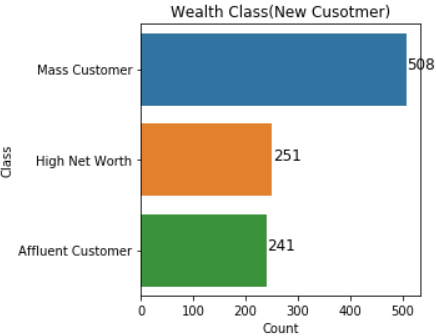 Wealth Class(New Cusotmer)
Mass Customer
508
High Net Worth
251
Affluent Customer
241
Class
0 100 200 300 400 500
Count